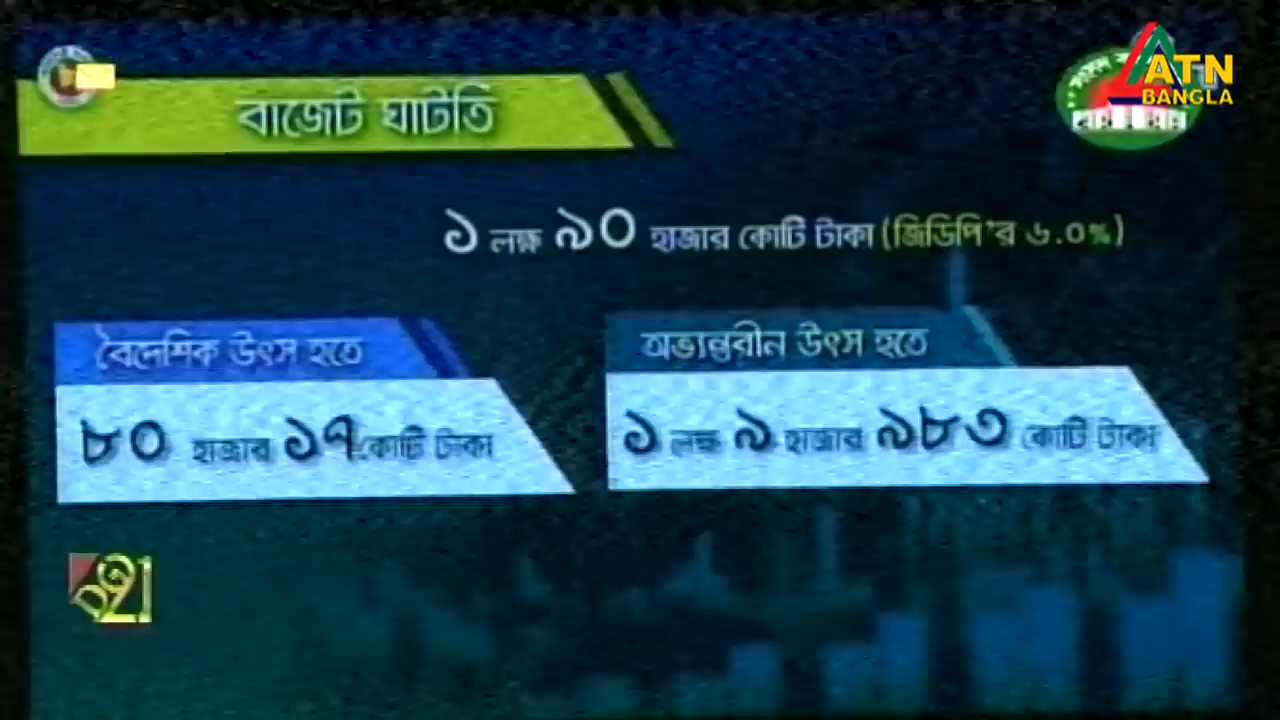 ATN
BANGLA
বাজেট ঘাটতি
১ লক্ষ ৯০ হাজার কোটি টাকা (জিডিপি'র ৬.০%)
বৈদেশিক উৎস হতে
৮০ হাজার ১৭ কোটি টাকা
অভ্যন্তরীন উৎস হতে
১ লক্ষ ৯ হাজার ৯৮৩ কোটি টাকা